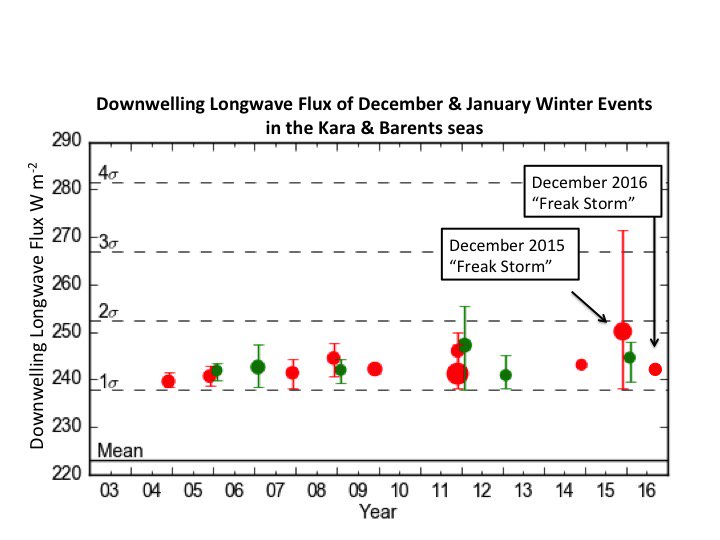 Downwelling Longwave Flux of December & January Winter Events
in the Kara & Barents seas
Downwelling Longwave Flux W m-2
290
280
270
260
250
240
230
220
4σ
3σ
2σ
1σ
Mean
December 2016
“Freak Storm”
December 2015
“Freak Storm”
03 04 05 06 07 08 09 10 11 12 13 14 15 16
Year